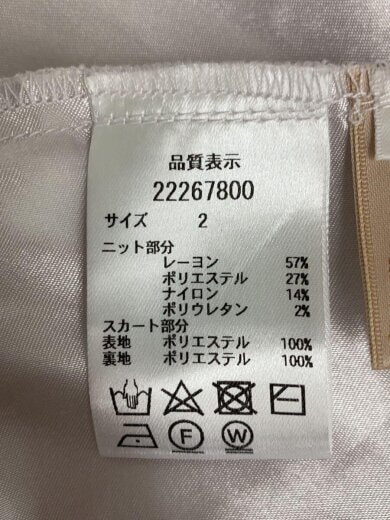 品質表示
22267800
サイズ 2
ニット部分
レーヨン 57%
ポリエステル 27%
ナイロン 14%
ポリウレタン 2%
スカート部分
表地 ポリエステル 100%
裏地 ポリエステル 100%
F W